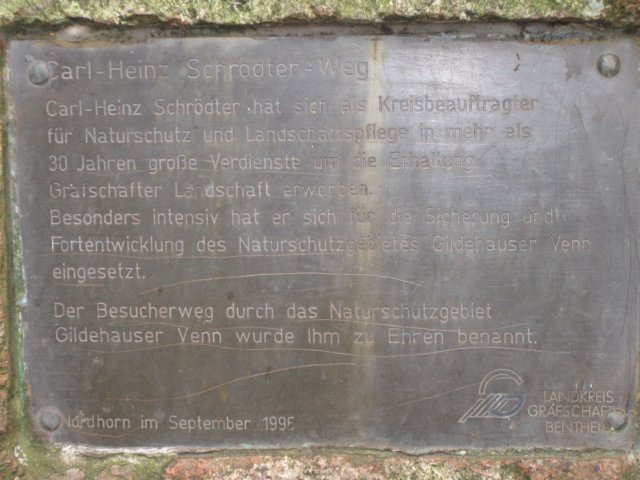 Carl-Heinz Schrödter-Weg
Carl-Heinz Schrödter hat sich als Kreisbeauftragter
für Naturschutz und Landschaftspflege in mehr als
30 Jahren große Verdienste um die Erhaltung
Grafschafter Landschaft erworben.
Besonders intensiv hat er sich für die Sicherung und
Fortentwicklung des Naturschutzgebietes Gildehauser Venn
eingesetzt.
Der Besucherweg durch das Naturschutzgebiet
Gildehauser Venn wurde Ihm zu Ehren benannt.
Nordhorn im September 1996
LANDKREIS
GRAFSCHAFT
BENTHEIM